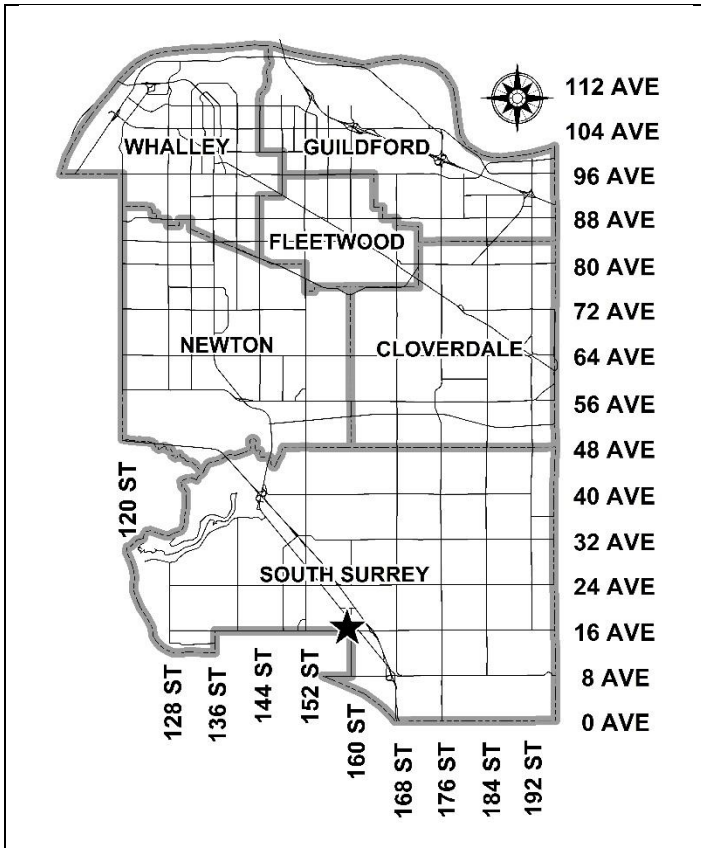 112 AVE
104 AVE
WHALLEY
GUILDFORD
96 AVE
88 AVE
FLEETWOOD
80 AVE
72 AVE
NEWTON
CLOVERDALE
64 AVE
56 AVE
48 AVE
120 ST
40 AVE
32 AVE
SOUTH SURREY
24 AVE
16 AVE
128 ST
136 ST
144 ST
152 ST
8 AVE
160 ST
0 AVE
168 ST
176 ST
184 ST
192 ST